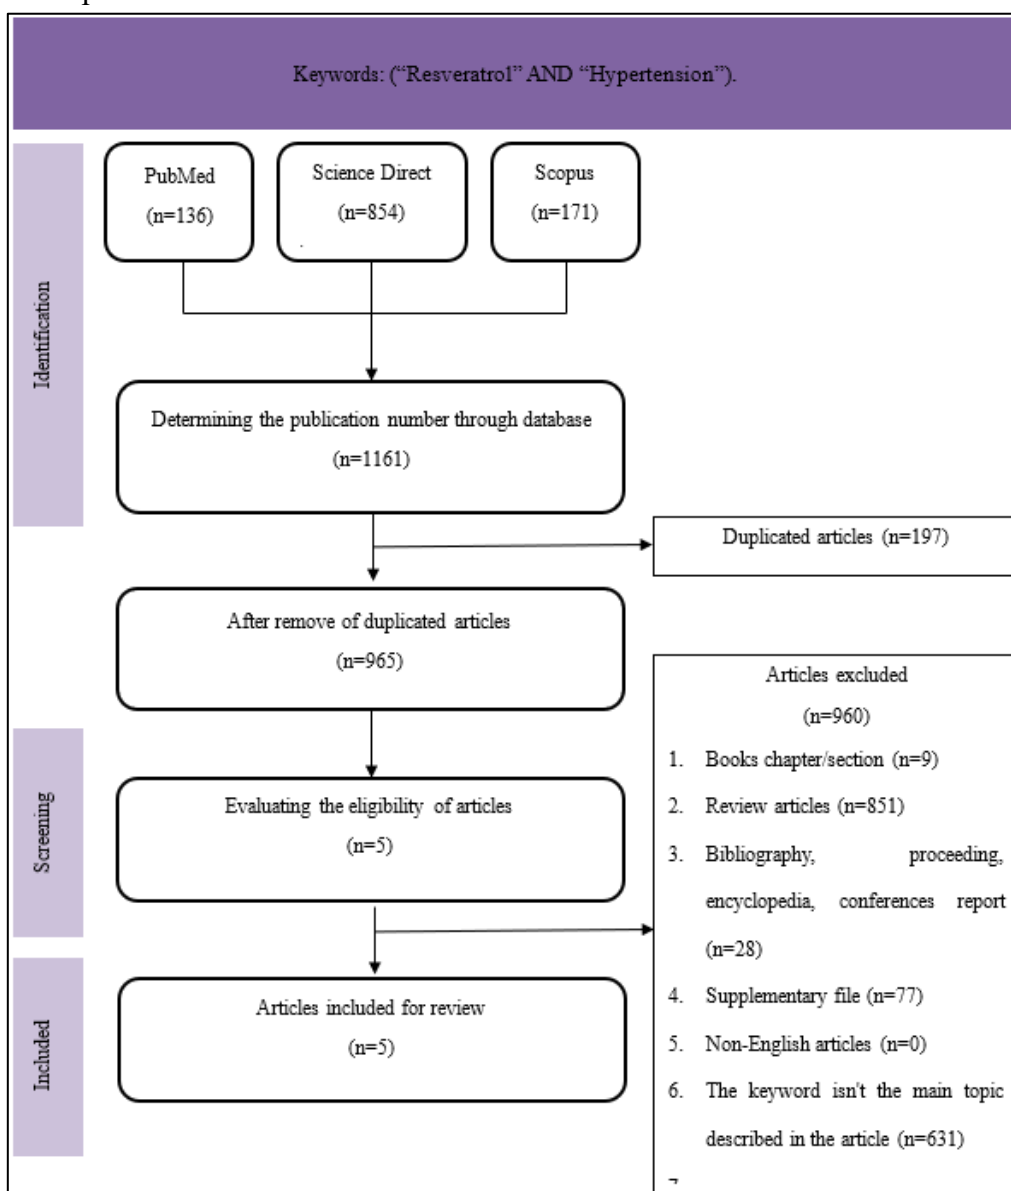 Keywords: (“Resveratrol” AND “Hypertension”).
Identification
PubMed
(n=136)
Science Direct
(n=854)
Scopus
(n=171)
Determining the publication number through database
(n=1161)
Duplicated articles (n=197)
After remove of duplicated articles
(n=965)
Screening
Evaluating the eligibility of articles
(n=5)
Articles excluded
(n=960)
1. Books chapter/section (n=9)
2. Review articles (n=851)
3. Bibliography, proceeding,
encyclopedia, conferences report
(n=28)
4. Supplementary file (n=77)
5. Non-English articles (n=0)
6. The keyword isn't the main topic
described in the article (n=631)
Included
Articles included for review
(n=5)